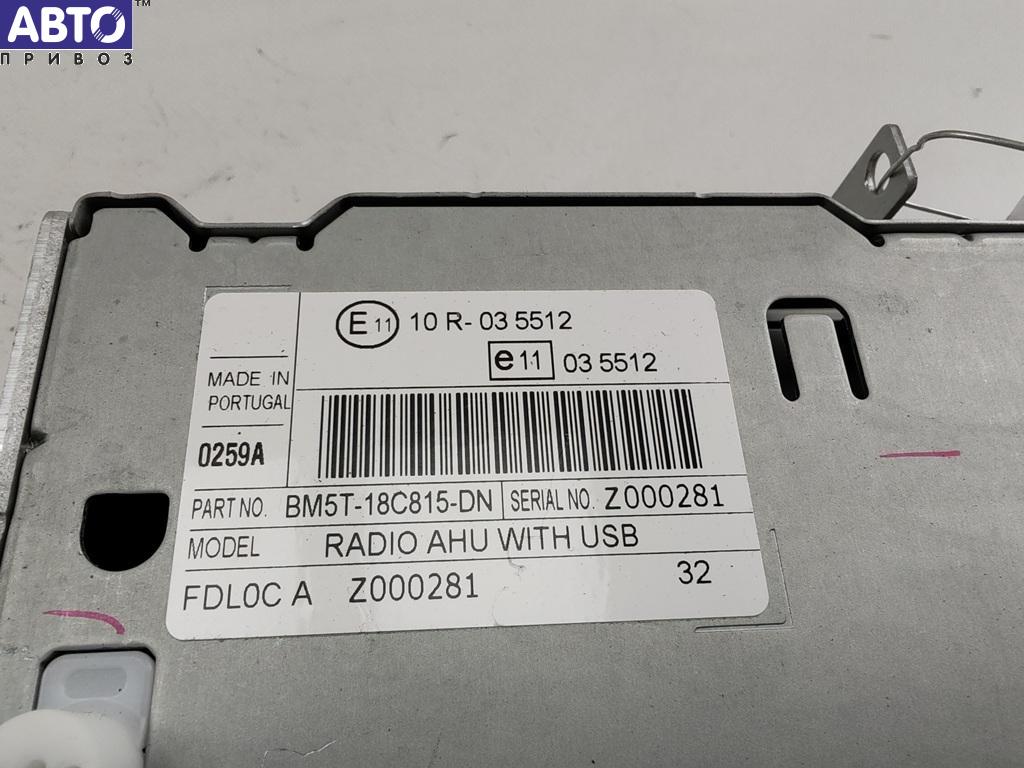 АВТО™
ПРИВОЗ
E11 10 R- 03 5512
e11 03 5512
MADE IN
PORTUGAL
0259A
PART NO. BM5T-18C815-DN SERIAL NO. Z000281
MODEL RADIO AHU WITH USB
FDL0C A Z000281 32